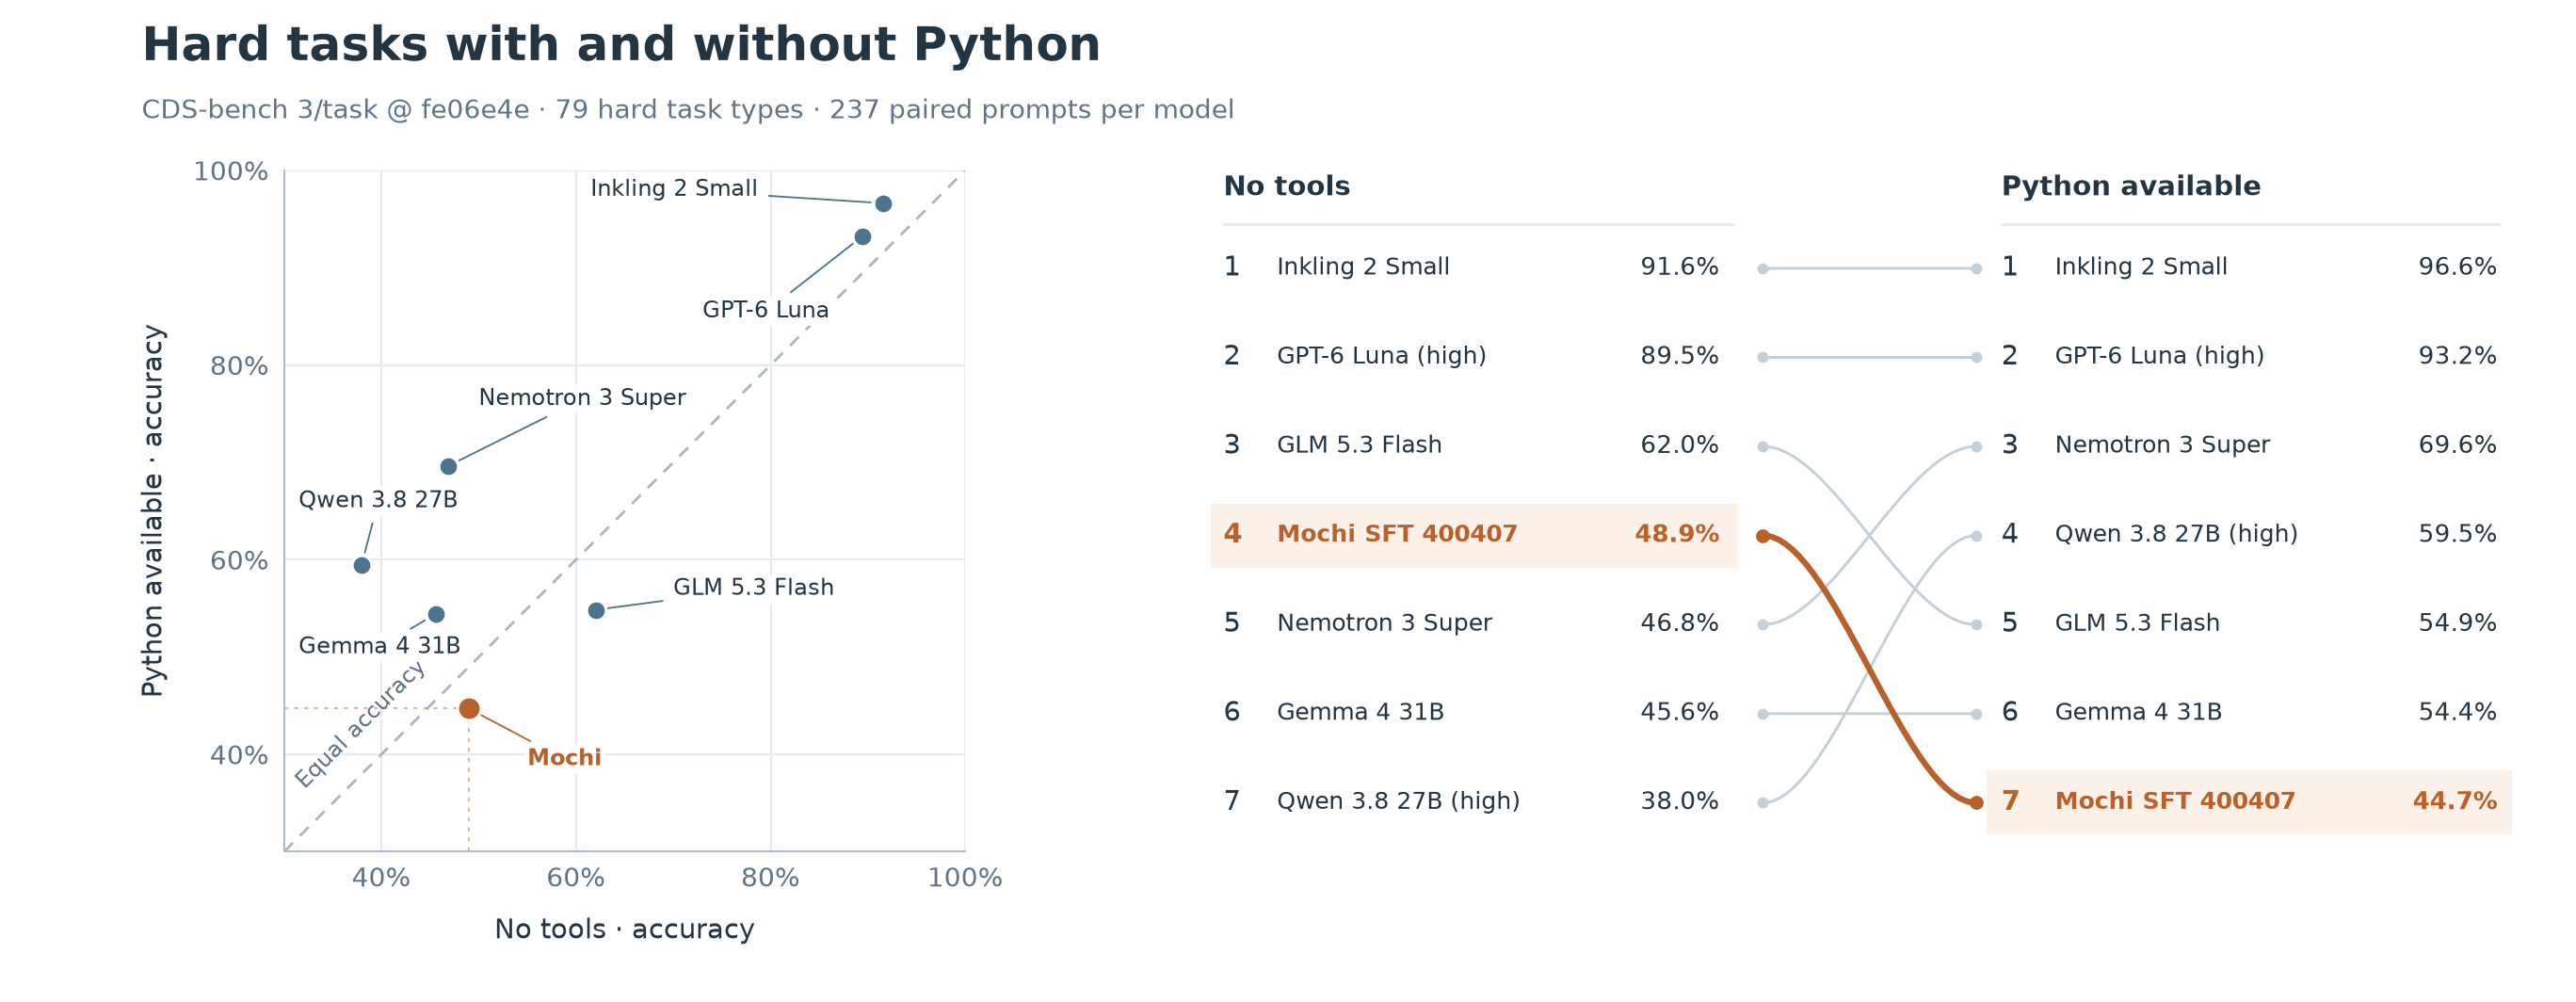 Hard tasks with and without Python
CDS-bench 3/task @ fe06e4e · 79 hard task types · 237 paired prompts per model
Python available · accuracy
100%
80%
60%
40%
Inkling 2 Small
GPT-6 Luna
Nemotron 3 Super
Qwen 3.8 27B
GLM 5.3 Flash
Gemma 4 31B
Equal accuracy
Mochi
40% 60% 80% 100%
No tools · accuracy
No tools
1 Inkling 2 Small 91.6%
2 GPT-6 Luna (high) 89.5%
3 GLM 5.3 Flash 62.0%
4 Mochi SFT 400407 48.9%
5 Nemotron 3 Super 46.8%
6 Gemma 4 31B 45.6%
7 Qwen 3.8 27B (high) 38.0%
Python available
1 Inkling 2 Small 96.6%
2 GPT-6 Luna (high) 93.2%
3 Nemotron 3 Super 69.6%
4 Qwen 3.8 27B (high) 59.5%
5 GLM 5.3 Flash 54.9%
6 Gemma 4 31B 54.4%
7 Mochi SFT 400407 44.7%